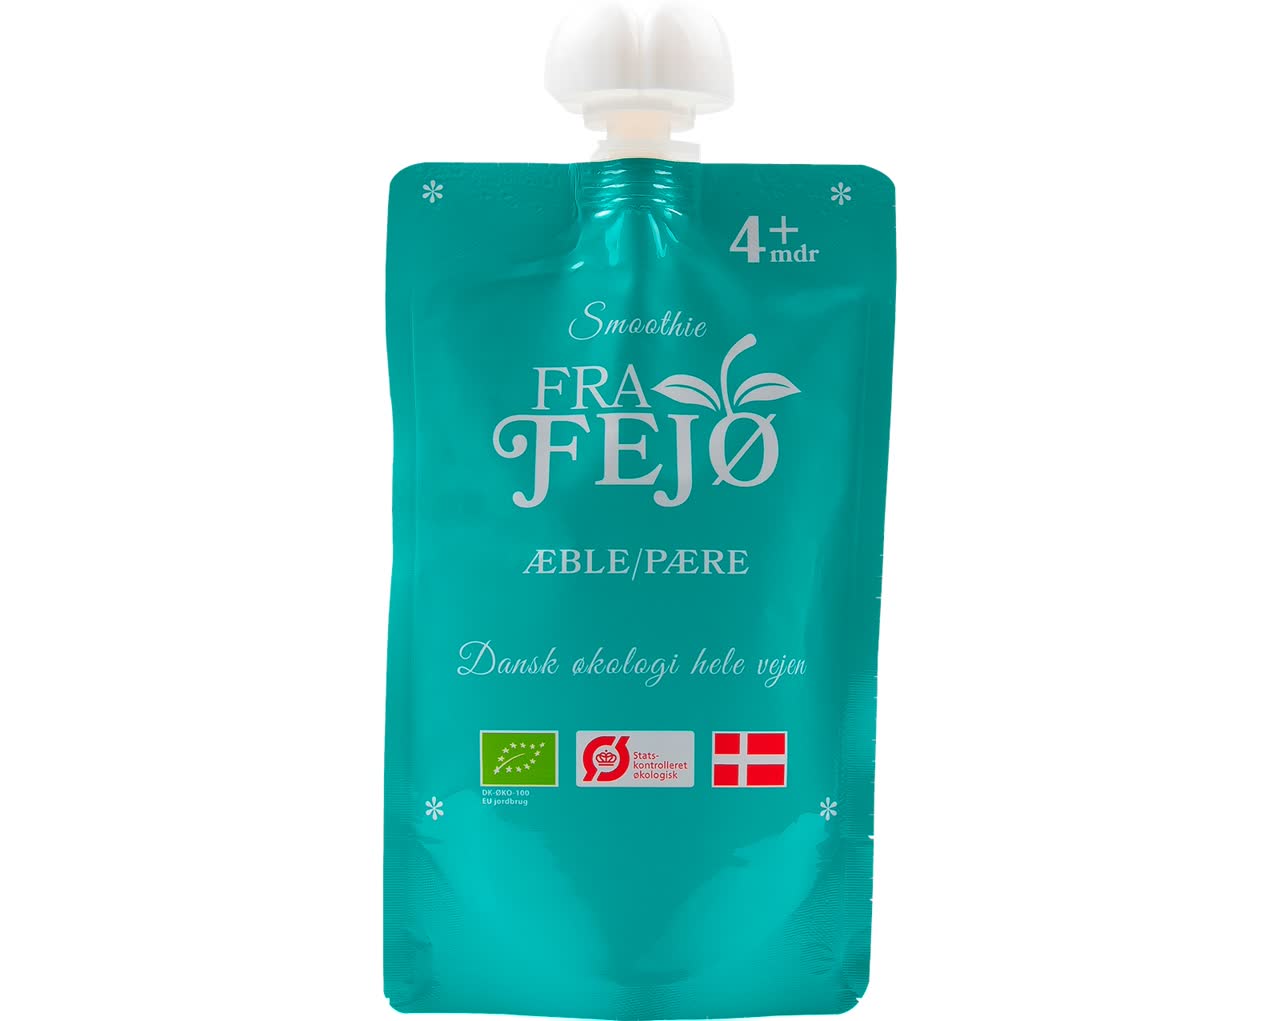 4+
mdr
Smoothie
FRA
FEJØ
ÆBLE/PÆRE
Dansk økologi hele vejen
Stats-
kontrolleret
økologisk
DK-ØKO-100
EU jordbrug